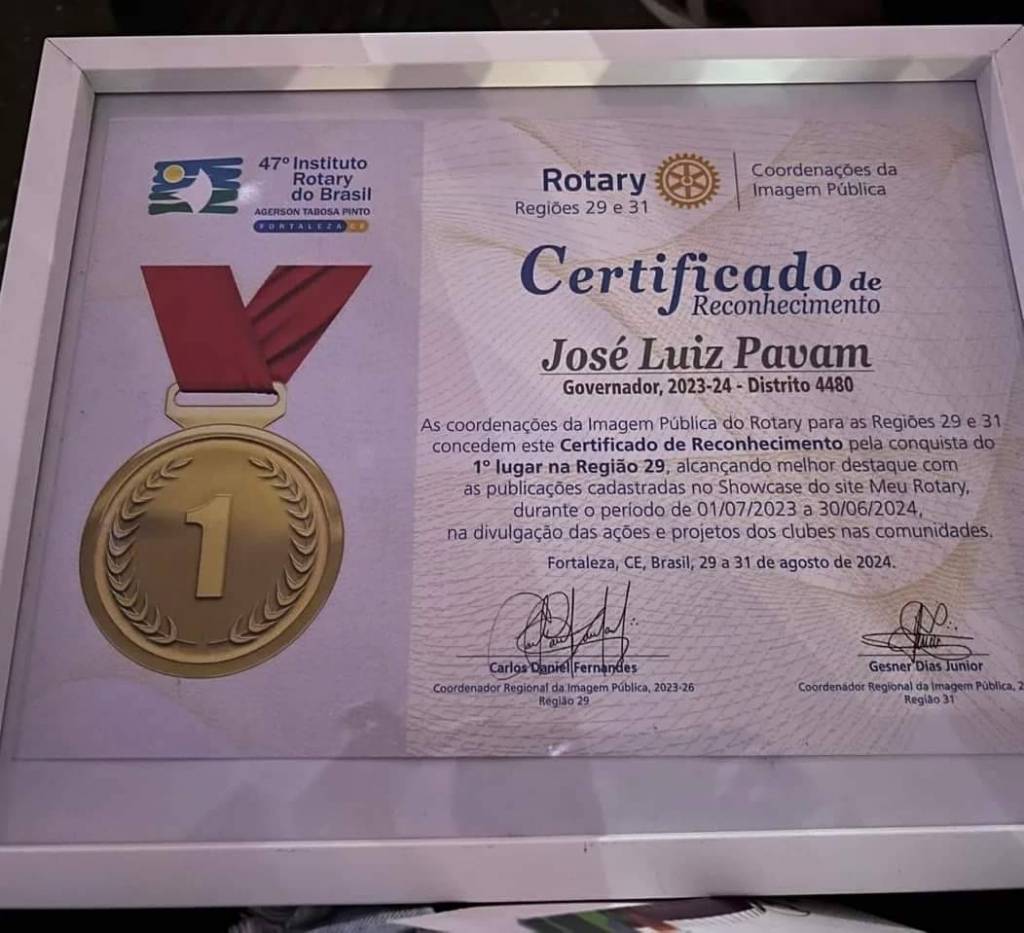 47º Instituto
Rotary
do Brasil
AGERSON TABOSA PINTO
FORTALEZA CE
1
Rotary
Regiões 29 e 31
Coordenações da
Imagem Pública
Certificado de
Reconhecimento
José Luiz Pavam
Governador, 2023-24 - Distrito 4480
As coordenações da Imagem Pública do Rotary para as Regiões 29 e 31
concedem este Certificado de Reconhecimento pela conquista do
1º lugar na Região 29, alcançando melhor destaque com
as publicações cadastradas no Showcase do site Meu Rotary,
durante o período de 01/07/2023 a 30/06/2024,
na divulgação das ações e projetos dos clubes nas comunidades.
Fortaleza, CE, Brasil, 29 a 31 de agosto de 2024.
Carlos Daniel Fernandes
Coordenador Regional da Imagem Pública, 2023-26
Região 29
Gesner Dias Junior
Coordenador Regional da Imagem Pública, 2
Região 31